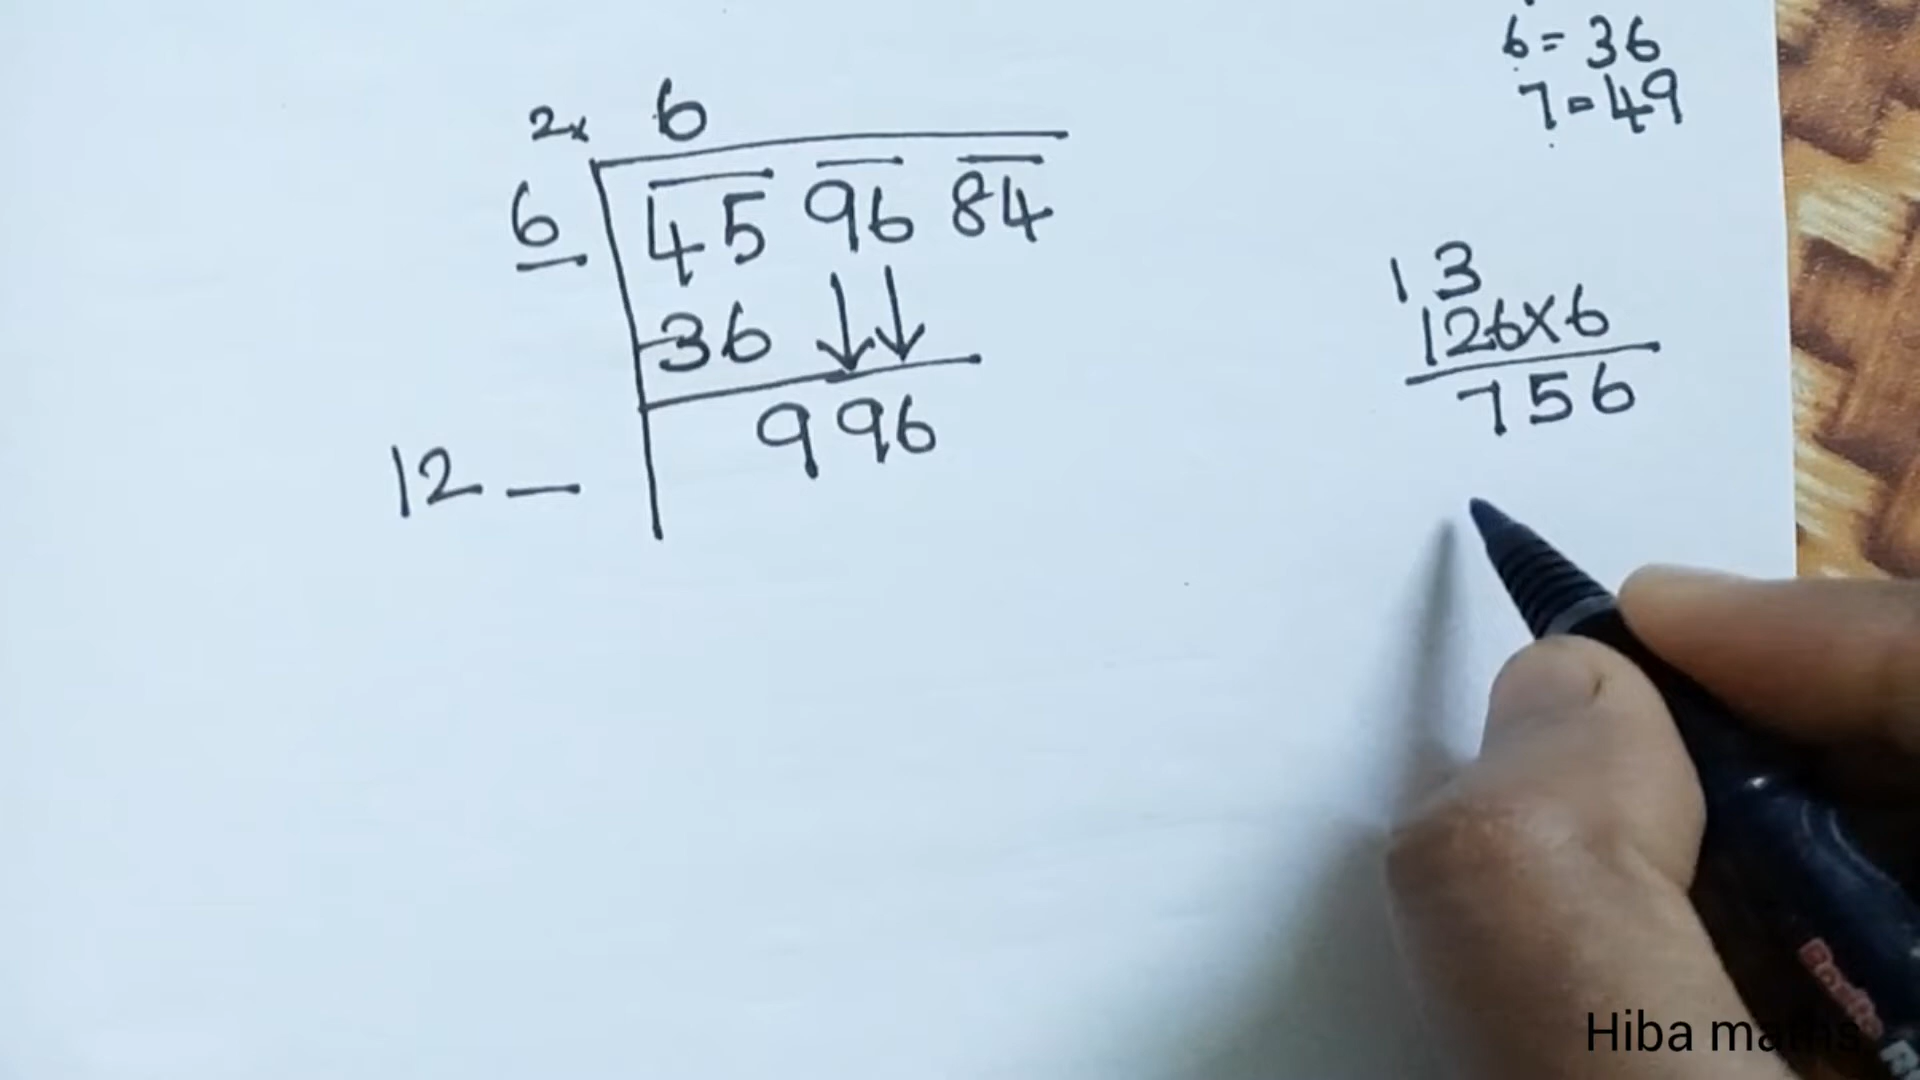 2x 6
6 45 96 84
36
996
12 _
6 = 36
7 = 49
13
126x6
756
Hiba maths